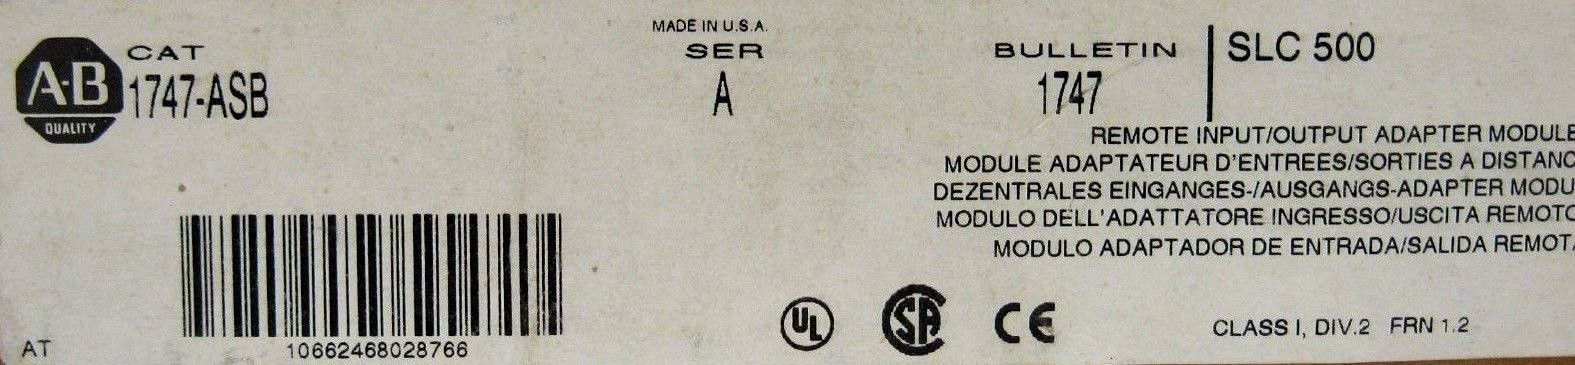 MADE IN U.S.A.
A-B
QUALITY
CAT
1747-ASB
SER
A
BULLETIN
1747
SLC 500
REMOTE INPUT/OUTPUT ADAPTER MODULE
MODULE ADAPTATEUR D'ENTREES/SORTIES A DISTANC
DEZENTRALES EINGANGES-/AUSGANGS-ADAPTER MODU
MODULO DELL'ADATTATORE INGRESSO/USCITA REMOTO
MODULO ADAPTADOR DE ENTRADA/SALIDA REMOTA
AT
10662468028766
UL
SA
CE
CLASS I, DIV.2 FRN 1.2